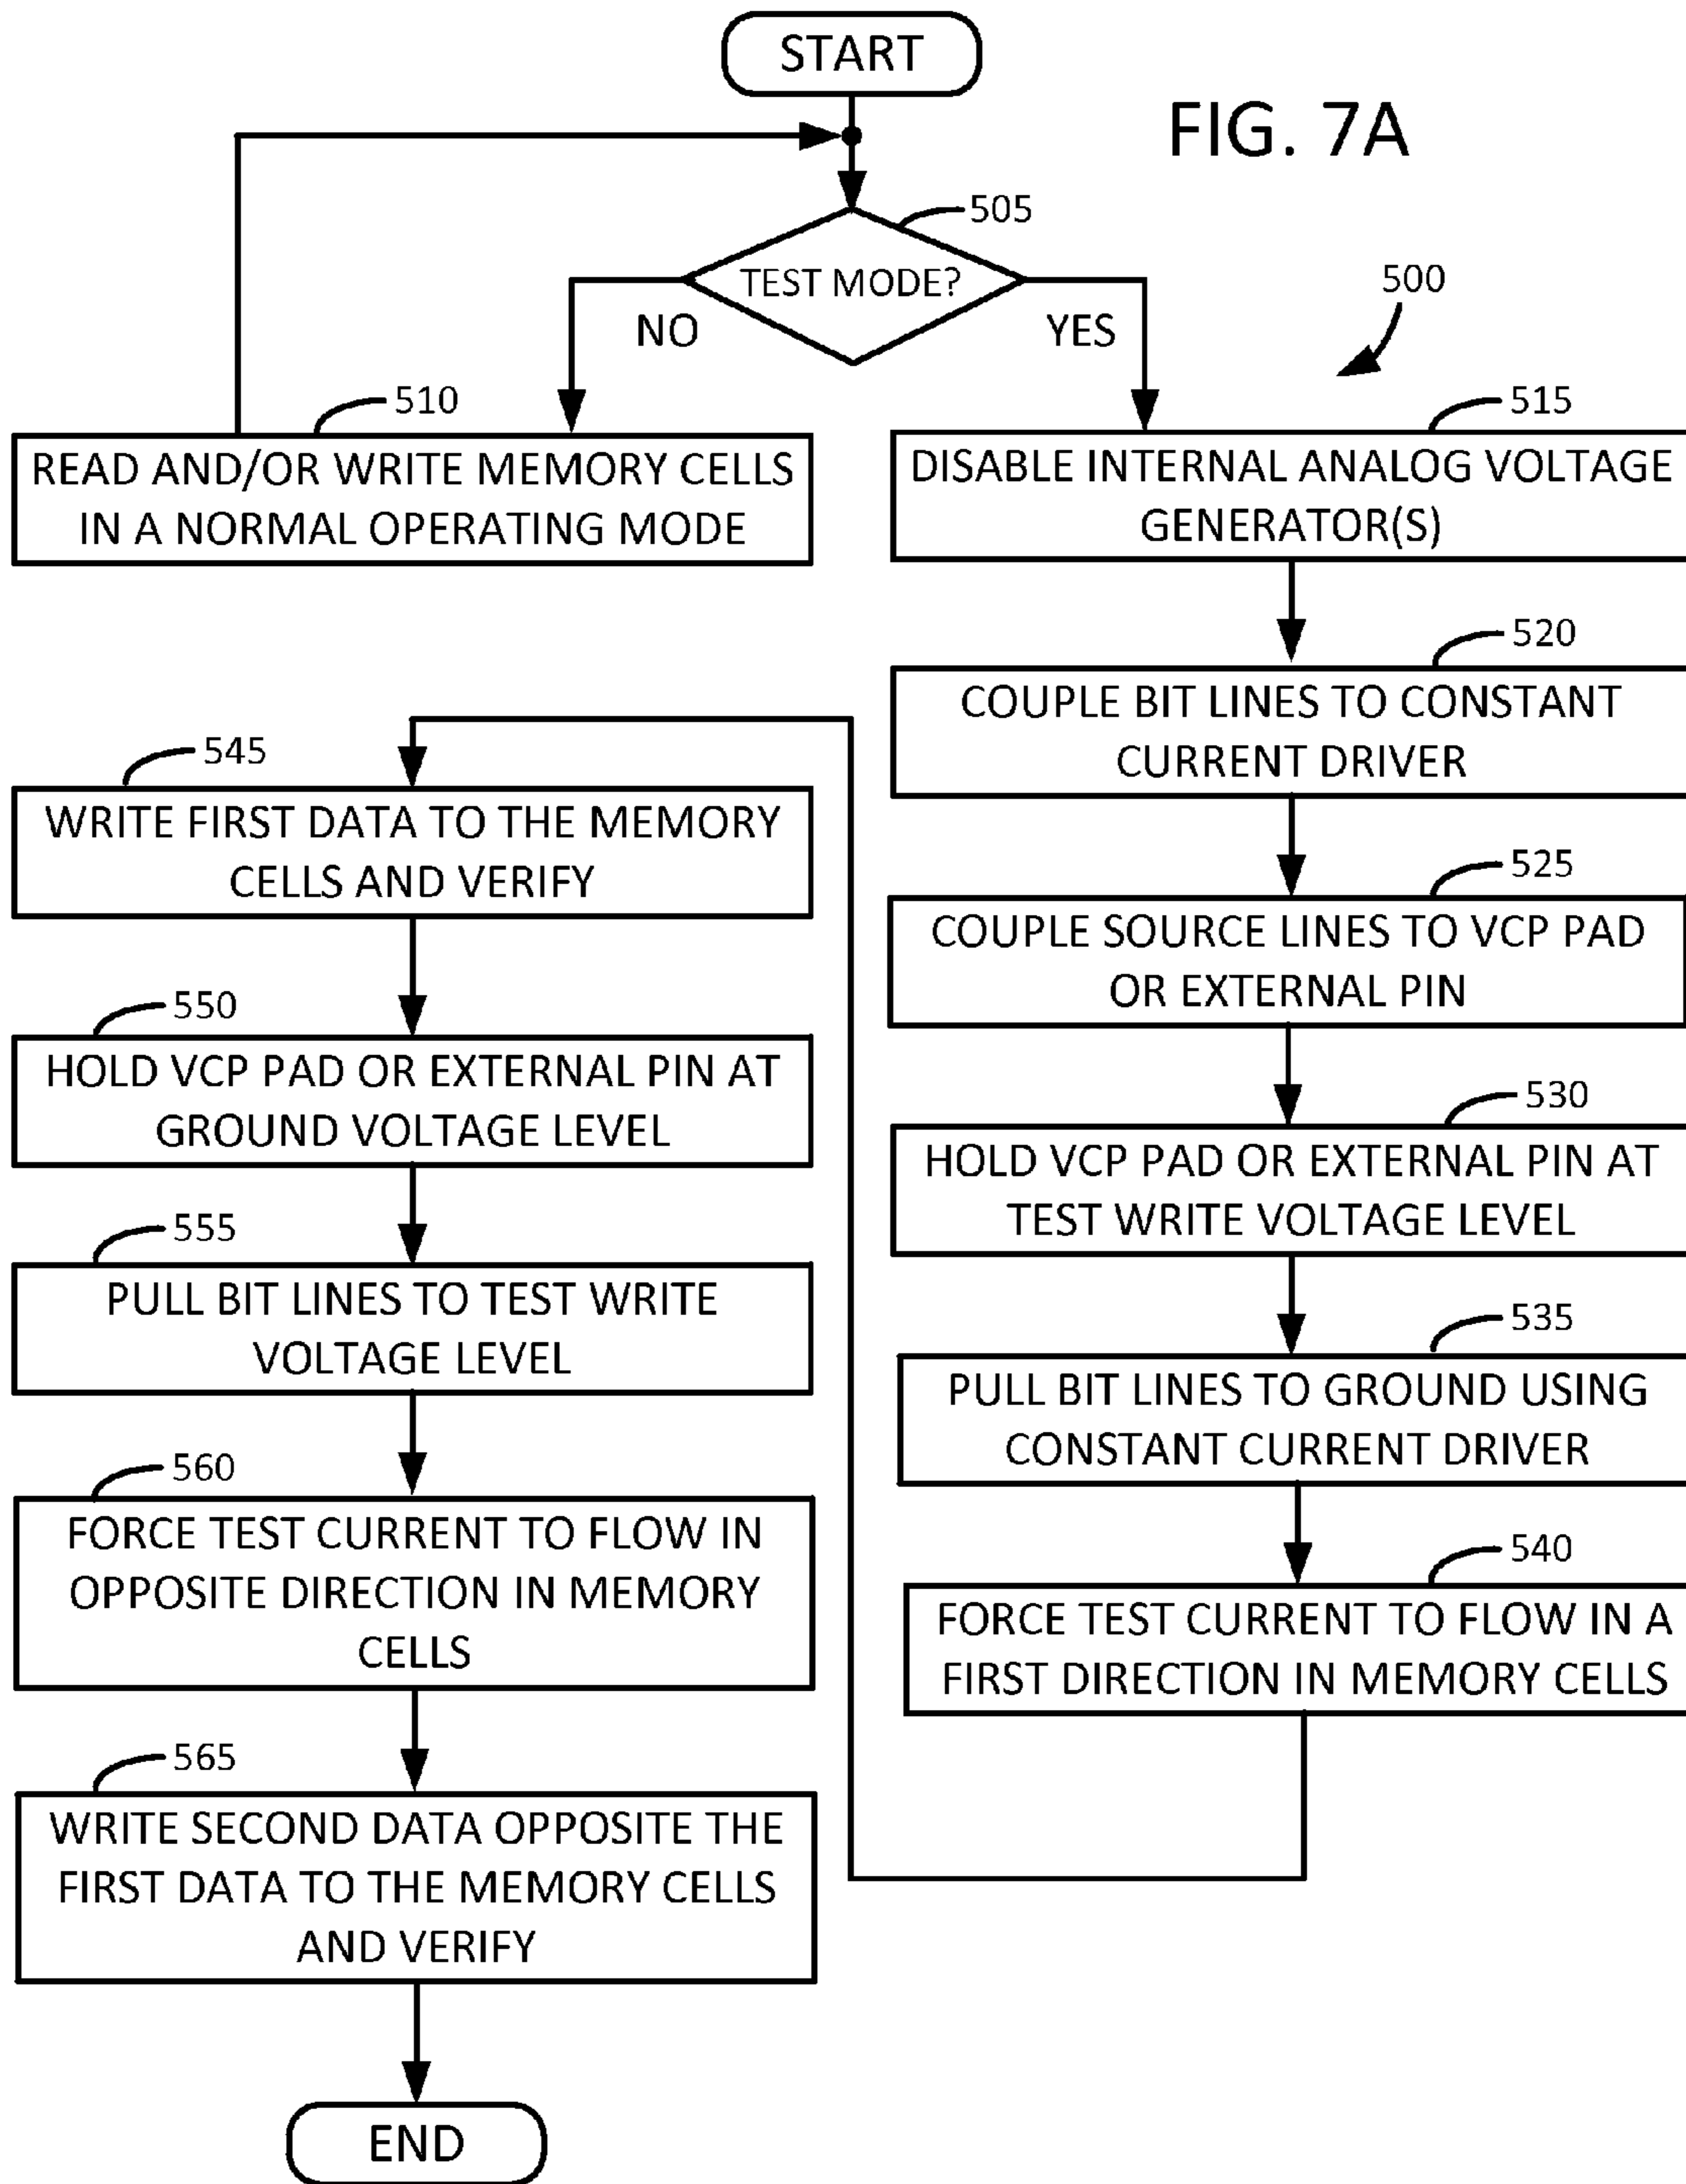 START
FIG. 7A
505
TEST MODE?
NO
YES
500
510
READ AND/OR WRITE MEMORY CELLS
IN A NORMAL OPERATING MODE
515
DISABLE INTERNAL ANALOG VOLTAGE
GENERATOR(S)
520
COUPLE BIT LINES TO CONSTANT
CURRENT DRIVER
525
COUPLE SOURCE LINES TO VCP PAD
OR EXTERNAL PIN
530
HOLD VCP PAD OR EXTERNAL PIN AT
TEST WRITE VOLTAGE LEVEL
535
PULL BIT LINES TO GROUND USING
CONSTANT CURRENT DRIVER
540
FORCE TEST CURRENT TO FLOW IN A
FIRST DIRECTION IN MEMORY CELLS
545
WRITE FIRST DATA TO THE MEMORY
CELLS AND VERIFY
550
HOLD VCP PAD OR EXTERNAL PIN AT
GROUND VOLTAGE LEVEL
555
PULL BIT LINES TO TEST WRITE
VOLTAGE LEVEL
560
FORCE TEST CURRENT TO FLOW IN
OPPOSITE DIRECTION IN MEMORY
CELLS
565
WRITE SECOND DATA OPPOSITE THE
FIRST DATA TO THE MEMORY CELLS
AND VERIFY
END